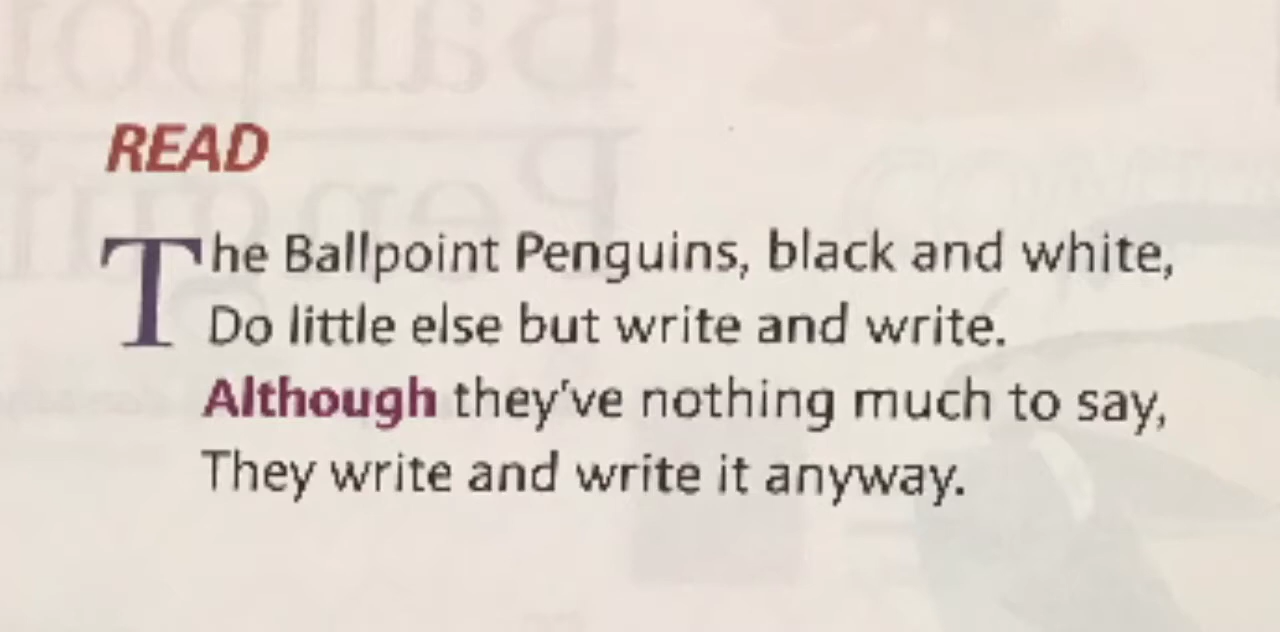 READ
The Ballpoint Penguins, black and white,
Do little else but write and write.
Although they've nothing much to say,
They write and write it anyway.